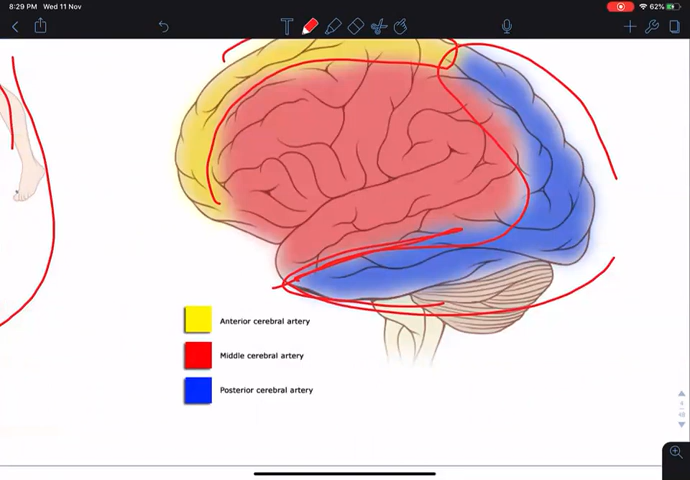 8:29 PM Wed 11 Nov
62%
T
Anterior cerebral artery
Middle cerebral artery
Posterior cerebral artery